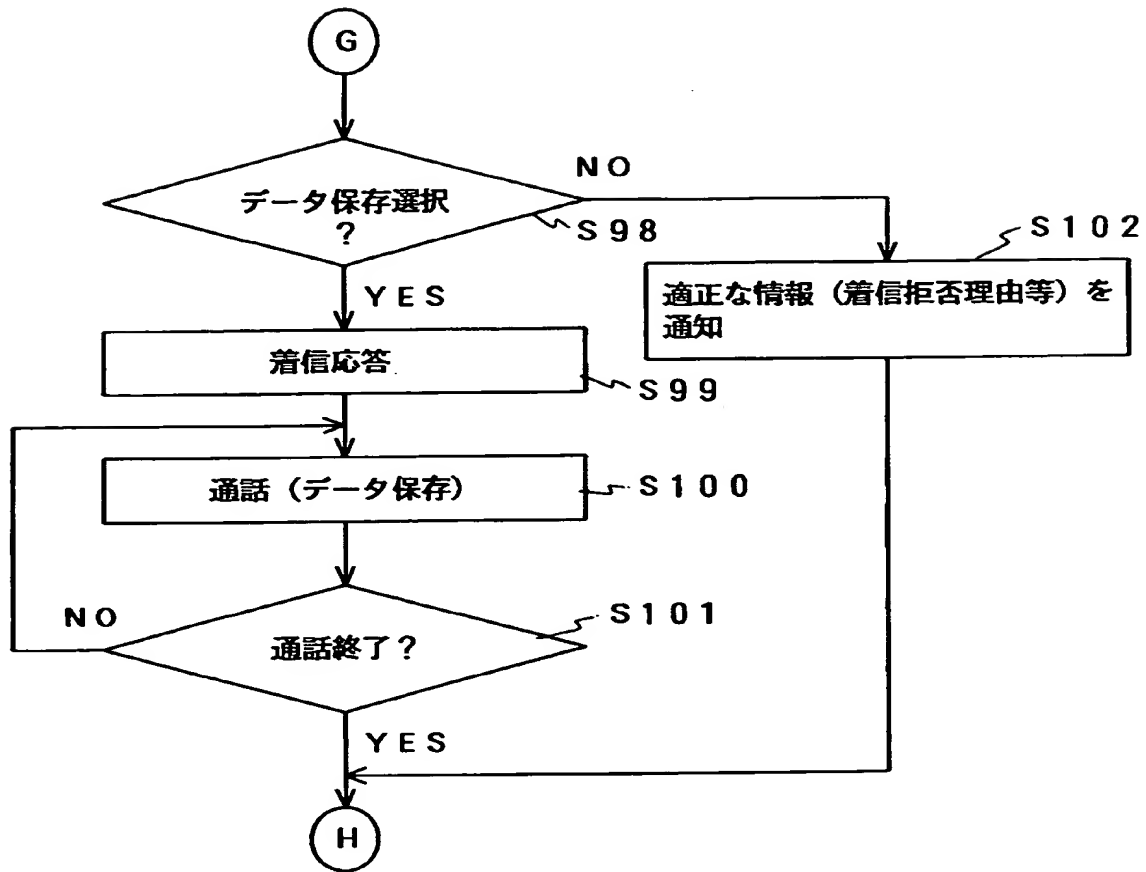 G
データ保存選択
?
NO
S98
YES
S102
適正な情報(着信拒否理由等)を
通知
着信応答
S99
通話(データ保存)
S100
NO
通話終了?
S101
YES
H